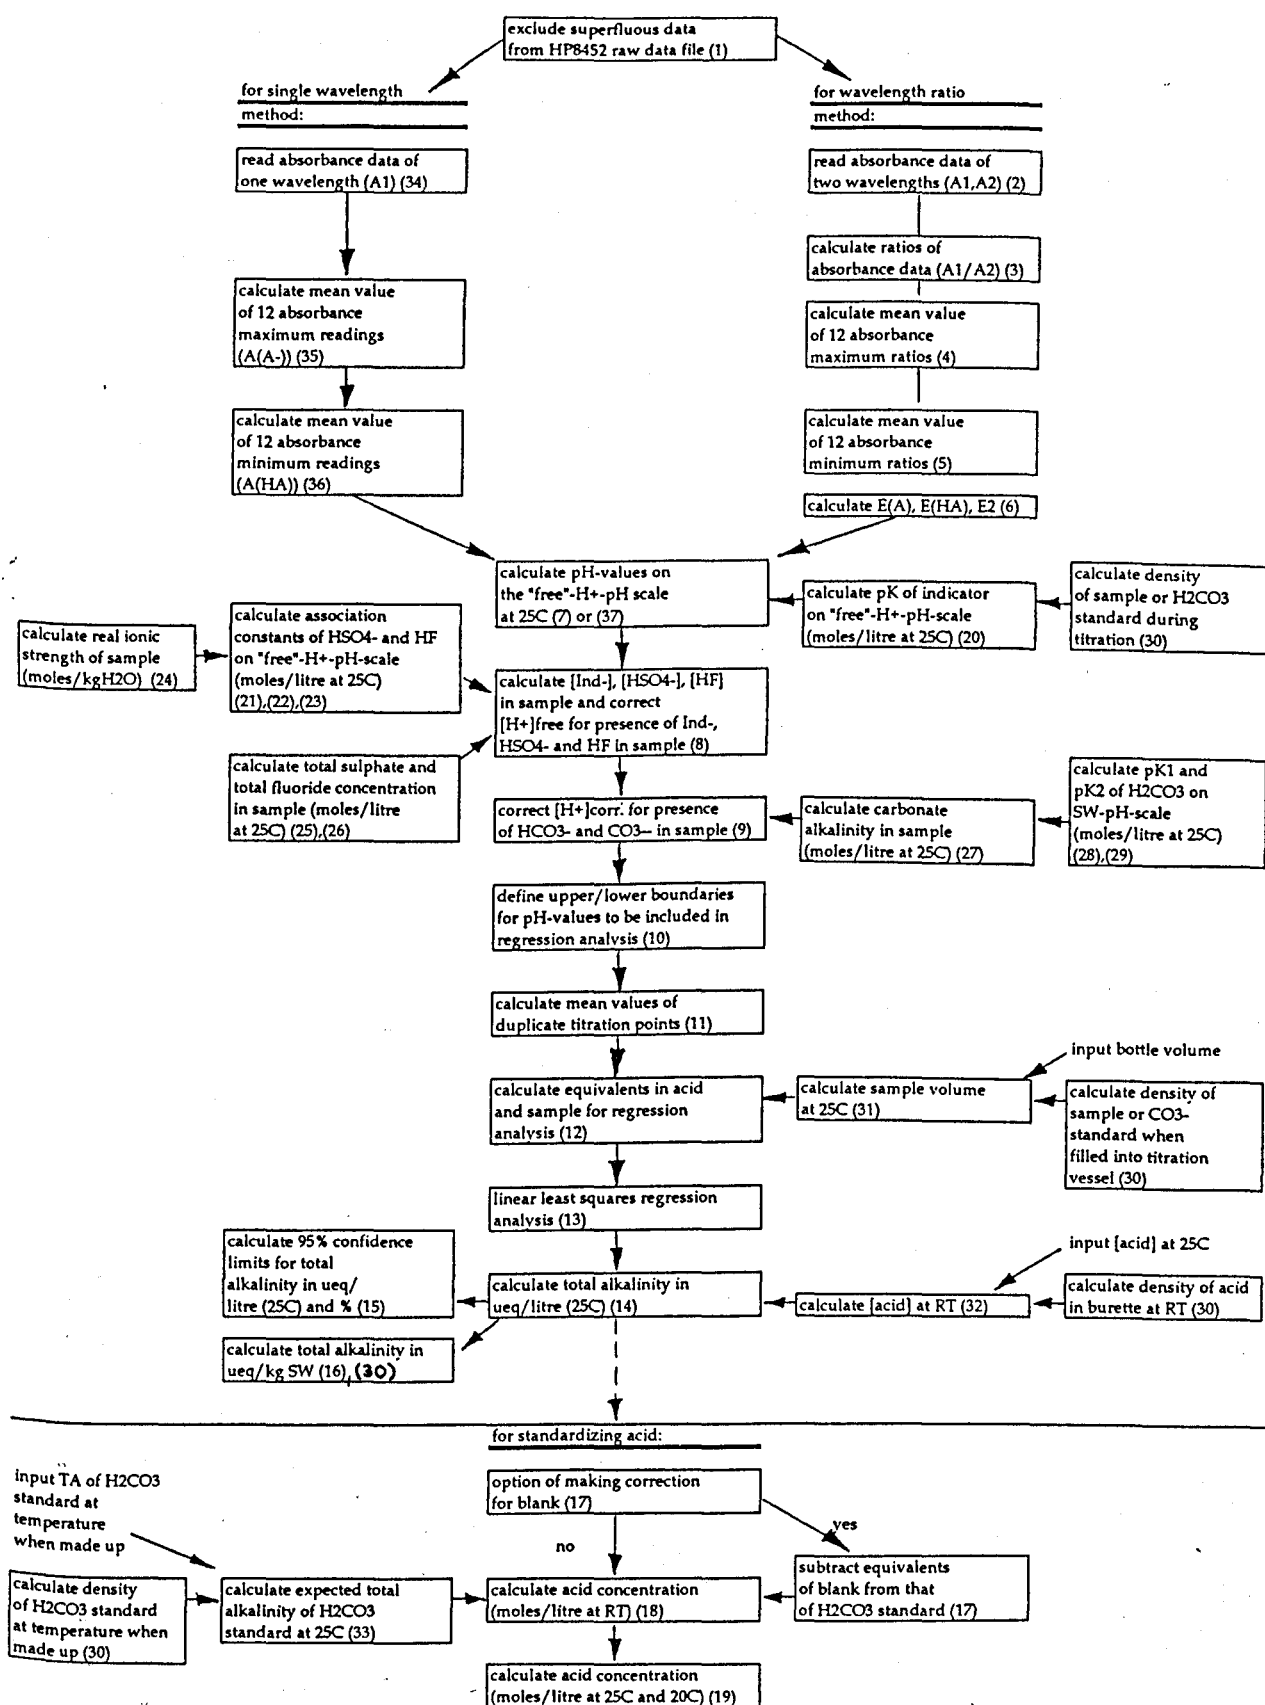 exclude superfluous data
from HP8452 raw data file (1)
for single wavelength
method:
for wavelength ratio
method:
read absorbance data of
one wavelength (A1) (34)
read absorbance data of
two wavelengths (A1,A2) (2)
calculate ratios of
absorbance data (A1/A2) (3)
calculate mean value
of 12 absorbance
maximum readings
(A(A-)) (35)
calculate mean value
of 12 absorbance
maximum ratios (4)
calculate mean value
of 12 absorbance
minimum readings
(A(HA)) (36)
calculate mean value
of 12 absorbance
minimum ratios (5)
calculate E(A), E(HA), E2 (6)
calculate pH-values on
the "free"-H+-pH scale
at 25C (7) or (37)
calculate pK of indicator
on "free"-H+-pH-scale
(moles/litre at 25C) (20)
calculate density
of sample or H2CO3
standard during
titration (30)
calculate real ionic
strength of sample
(moles/kgH2O) (24)
calculate association
constants of HSO4- and HF
on "free"-H+-pH-scale
(moles/litre at 25C)
(21),(22),(23)
calculate [Ind-], [HSO4-], [HF]
in sample and correct
[H+]free for presence of Ind-,
HSO4- and HF in sample (8)
calculate total sulphate and
total fluoride concentration
in sample (moles/litre
at 25C) (25),(26)
correct [H+]corr. for presence
of HCO3- and CO3-- in sample (9)
calculate carbonate
alkalinity in sample
(moles/litre at 25C) (27)
calculate pK1 and
pK2 of H2CO3 on
SW-pH-scale
(moles/litre at 25C)
(28),(29)
define upper/lower boundaries
for pH-values to be included in
regression analysis (10)
calculate mean values of
duplicate titration points (11)
input bottle volume
calculate equivalents in acid
and sample for regression
analysis (12)
calculate sample volume
at 25C (31)
calculate density of
sample or CO3-
standard when
filled into titration
vessel (30)
linear least squares regression
analysis (13)
calculate 95% confidence
limits for total
alkalinity in ueq/
litre (25C) and % (15)
calculate total alkalinity in
ueq/litre (25C) (14)
input [acid] at 25C
calculate [acid] at RT (32)
calculate density of acid
in burette at RT (30)
calculate total alkalinity in
ueq/kg SW (16), (30)
for standardizing acid:
input TA of H2CO3
standard at
temperature
when made up
option of making correction
for blank (17)
yes
no
calculate density
of H2CO3 standard
at temperature when
made up (30)
calculate expected total
alkalinity of H2CO3
standard at 25C (33)
calculate acid concentration
(moles/litre at RT) (18)
subtract equivalents
of blank from that
of H2CO3 standard (17)
calculate acid concentration
(moles/litre at 25C and 20C) (19)